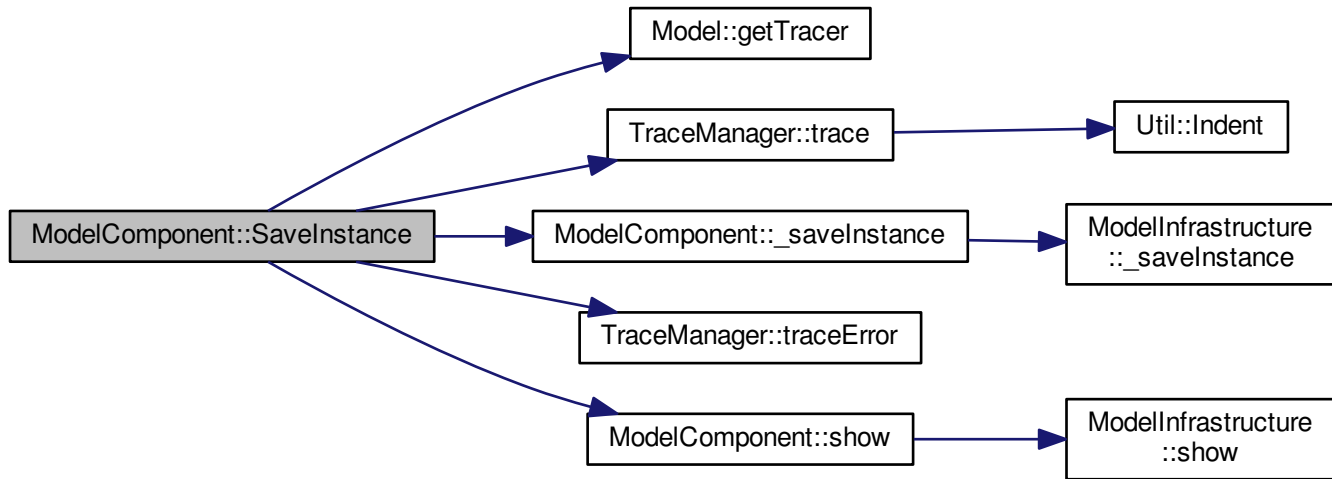 Model::getTracer
TraceManager::trace
Util::Indent
ModelComponent::SaveInstance
ModelComponent::_saveInstance
ModelInfrastructure
::_saveInstance
TraceManager::traceError
ModelComponent::show
ModelInfrastructure
::show